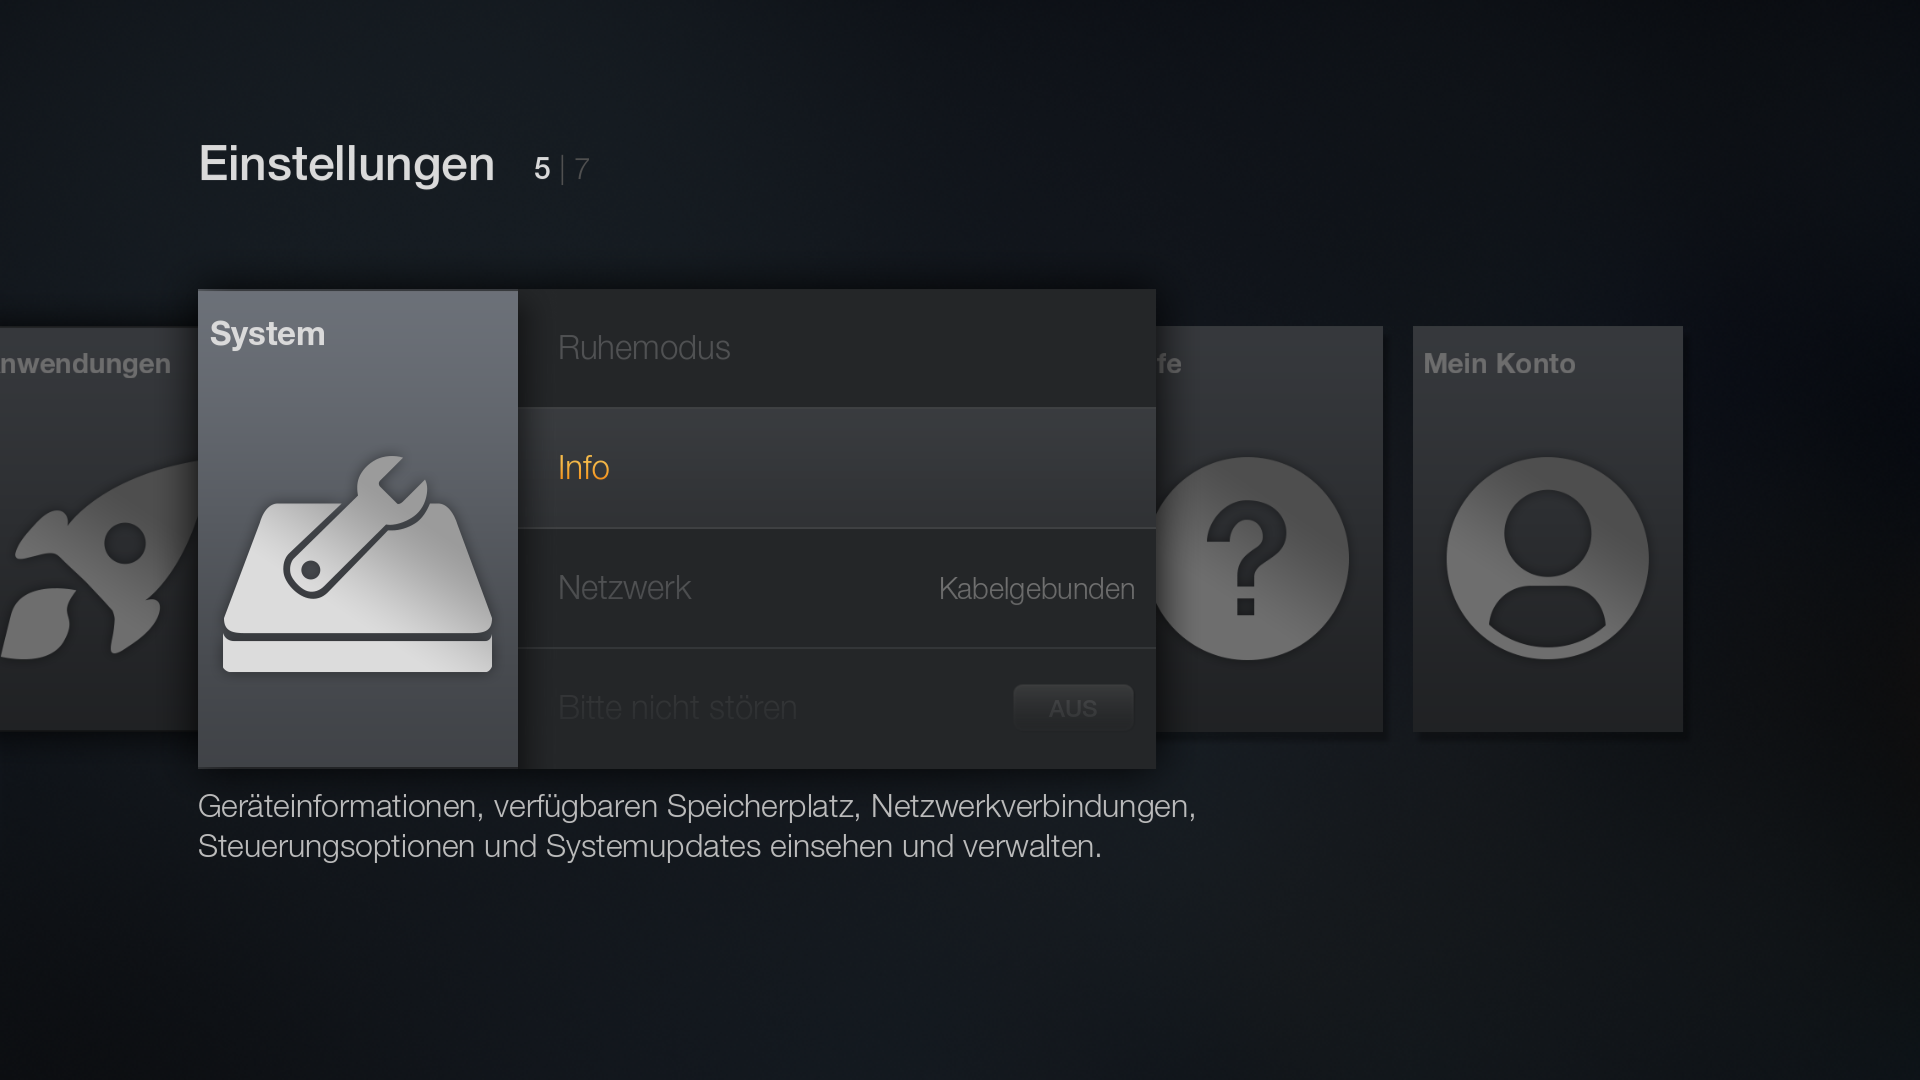 Einstellungen 5 | 7
nwendungen
System
Ruhemodus
Info
Netzwerk Kabelgebunden
Bitte nicht stören AUS
fe
Mein Konto
Geräteinformationen, verfügbaren Speicherplatz, Netzwerkverbindungen,
Steuerungsoptionen und Systemupdates einsehen und verwalten.